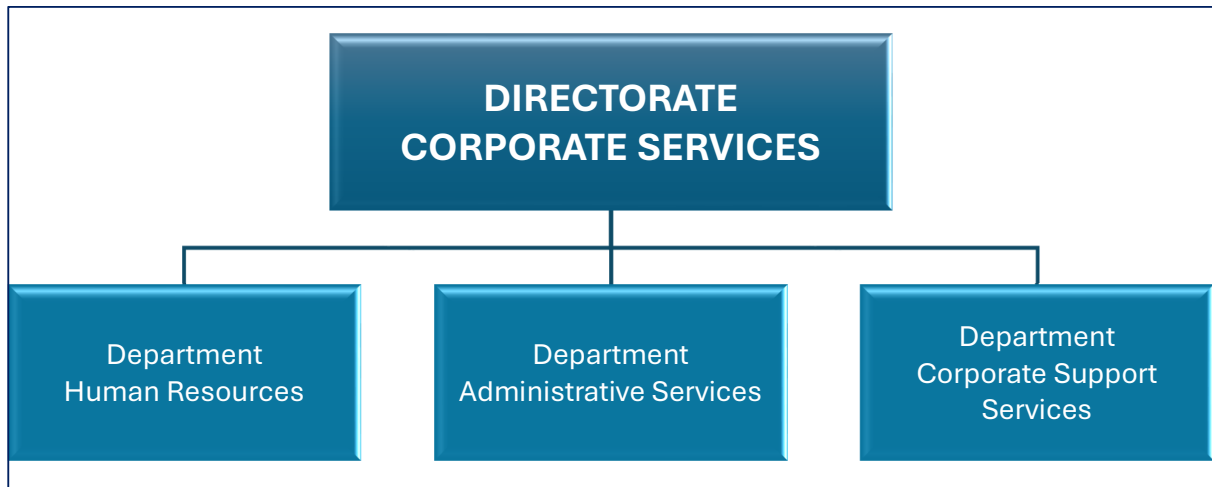 DIRECTORATE
CORPORATE SERVICES
Department
Human Resources
Department
Administrative Services
Department
Corporate Support
Services